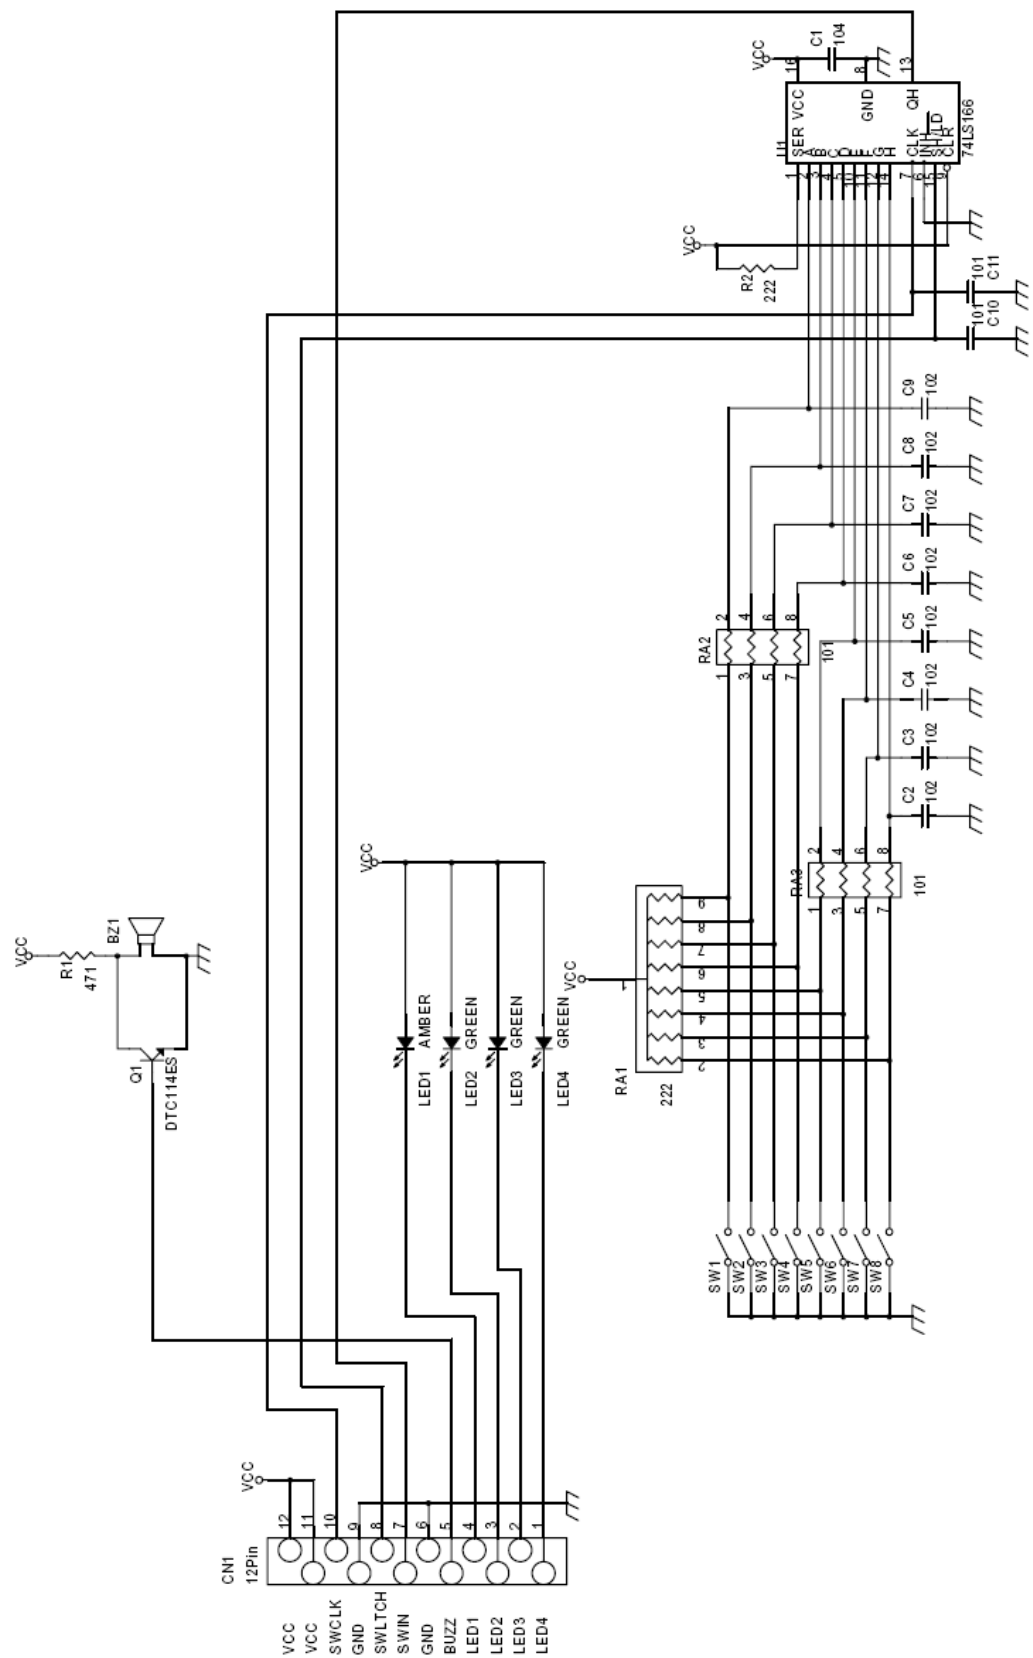 VCC
C1
104
16
8
13
VCC
GND
QH
U1
74LS166
SER
A
B
C
D
E
F
G
H
CLK
INH
SH/LD
CLR
1
2
3
4
5
10
11
12
14
7
6
15
9
VCC
R2
222
101
C11
101
C10
C9
102
C8
102
C7
102
C6
102
C5
102
C4
102
C3
102
C2
102
RA2
2
4
6
8
101
1
3
5
7
RA3
2
4
6
8
101
1
3
5
7
VCC
1
9
8
7
6
5
4
3
2
RA1
222
VCC
R1
471
BZ1
Q1
DTC114ES
VCC
AMBER
GREEN
GREEN
GREEN
LED1
LED2
LED3
LED4
SW1
SW2
SW3
SW4
SW5
SW6
SW7
SW8
VCC
CN1
12Pin
12
11
10
9
8
7
6
5
4
3
2
1
VCC
VCC
SWCLK
GND
SWLTCH
SWIN
GND
BUZZ
LED1
LED2
LED3
LED4